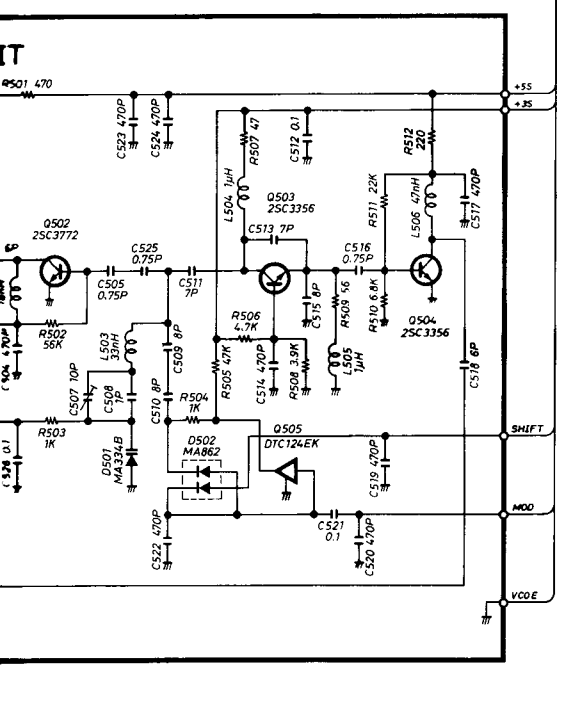 IT
R501 470
+5S
+3S
C523 470P
C524 470P
R507 47
C512 0.1
R512
220
L504 1μH
Q503
2SC3356
R511 22K
L506 47nH
C517 470P
Q502
2SC3772
C513 7P
6P
C525
0.75P
C516
0.75P
C505
0.75P
C511
7P
C515 8P
R509 56
R510 6.8K
Q504
2SC3356
R502
56K
L503
33nH
C509 8P
R506
4.7K
C504 470P
C507 10P
C508
1P
C510 8P
R504
1K
R505 47K
C514 470P
R508 3.9K
L505
1μH
C518 6P
R503
1K
D501
MA334B
D502
MA862
Q505
DTC124EK
SHIFT
C526 0.1
C519 470P
C521
0.1
MOD
C522 470P
C520 470P
VCOE